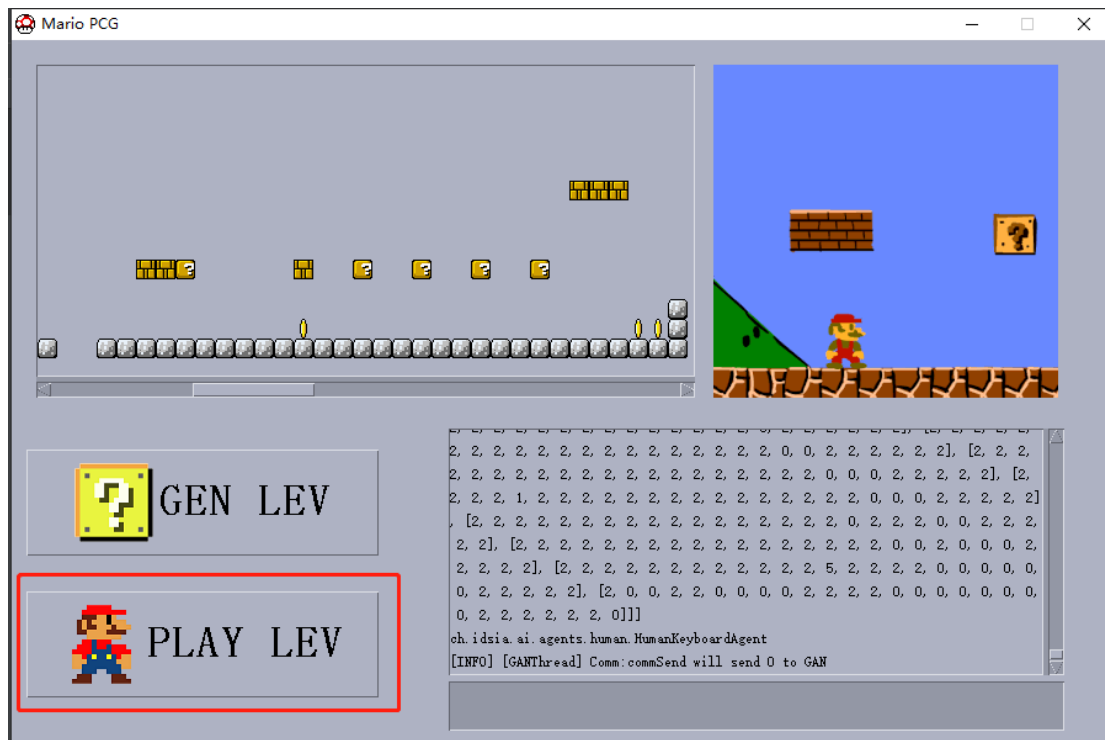 Mario PCG
GEN LEV
PLAY LEV
2, 2, 2, 2, 2, 2, 2, 2, 2, 2, 2, 2, 2, 2, 2, 0, 0, 2, 2, 2, 2, 2, 2], [2, 2, 2,
2, 2, 2, 2, 2, 2, 2, 2, 2, 2, 2, 2, 2, 2, 2, 2, 2, 0, 0, 0, 2, 2, 2, 2, 2], [2,
2, 2, 2, 1, 2, 2, 2, 2, 2, 2, 2, 2, 2, 2, 2, 2, 2, 2, 2, 0, 0, 0, 2, 2, 2, 2, 2]
, [2, 2, 2, 2, 2, 2, 2, 2, 2, 2, 2, 2, 2, 2, 2, 2, 2, 0, 2, 2, 2, 0, 0, 2, 2, 2,
2, 2], [2, 2, 2, 2, 2, 2, 2, 2, 2, 2, 2, 2, 2, 2, 2, 2, 2, 0, 0, 2, 0, 0, 0, 2,
2, 2, 2, 2], [2, 2, 2, 2, 2, 2, 2, 2, 2, 2, 2, 2, 5, 2, 2, 2, 2, 0, 0, 0, 0, 0,
0, 2, 2, 2, 2, 2], [2, 0, 0, 2, 2, 0, 0, 0, 0, 2, 2, 2, 2, 0, 0, 0, 0, 0, 0, 0,
0, 2, 2, 2, 2, 2, 2, 0]]]
ch.idsia.ai.agents.human.HumanKeyboardAgent
[INFO] [GANThread] Comm:commSend will send 0 to GAN